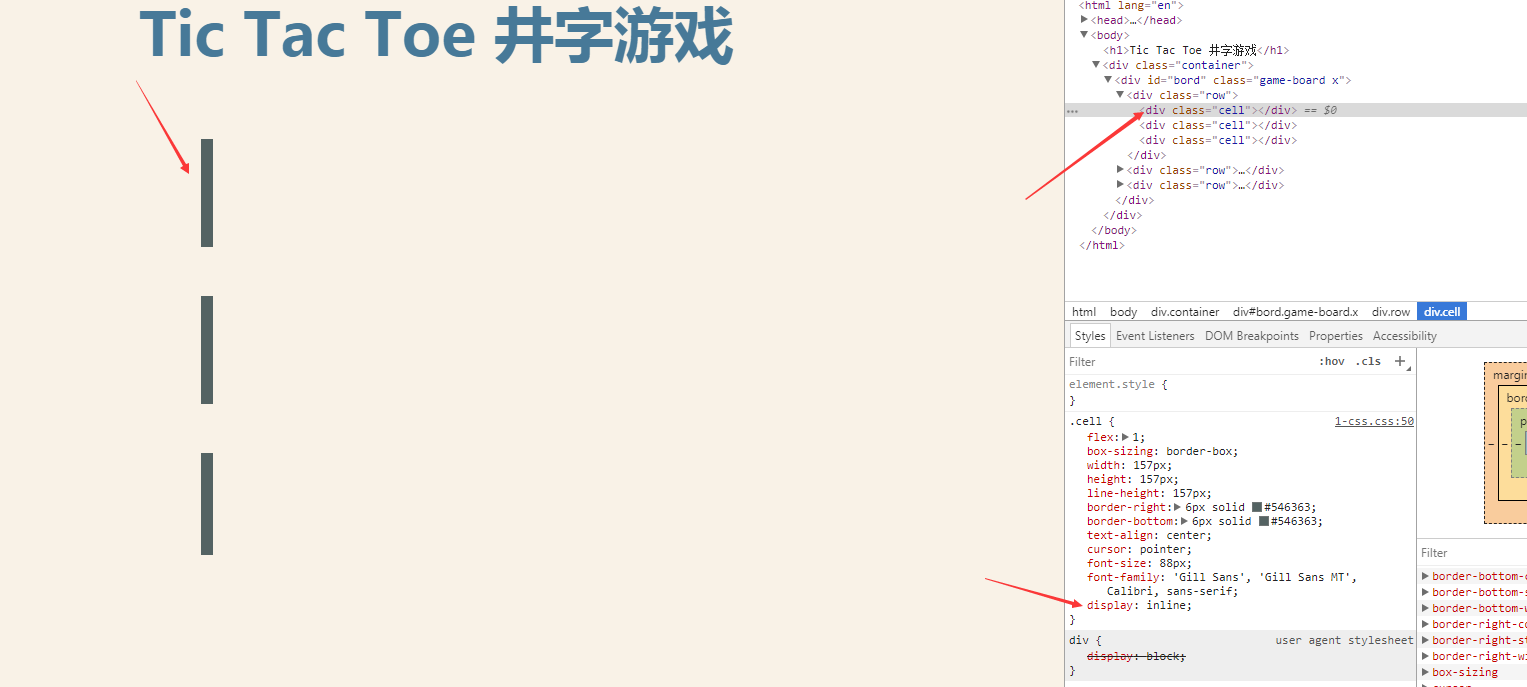 Tic Tac Toe 井字游戏
<html lang="en">
▶<head>…</head>
▼<body>
<h1>Tic Tac Toe 井字游戏</h1>
▼<div class="container">
▼<div id="bord" class="game-board x">
▼<div class="row">
… <div class="cell"></div> == $0
<div class="cell"></div>
<div class="cell"></div>
</div>
▶<div class="row">…</div>
▶<div class="row">…</div>
</div>
</div>
</body>
</html>
html body div.container div#bord.game-board.x div.row div.cell
Styles Event Listeners DOM Breakpoints Properties Accessibility
Filter :hov .cls +
element.style {
}
.cell { 1-css.css:50
flex:▶1;
box-sizing: border-box;
width: 157px;
height: 157px;
line-height: 157px;
border-right:▶6px solid #546363;
border-bottom:▶6px solid #546363;
text-align: center;
cursor: pointer;
font-size: 88px;
font-family: 'Gill Sans', 'Gill Sans MT',
Calibri, sans-serif;
display: inline;
}
div { user agent stylesheet
display: block;
}
margin
bord
p
– – –
Filter
▶border-bottom-c
▶border-bottom-s
▶border-bottom-w
▶border-right-co
▶border-right-st
▶border-right-wi
▶box-sizing